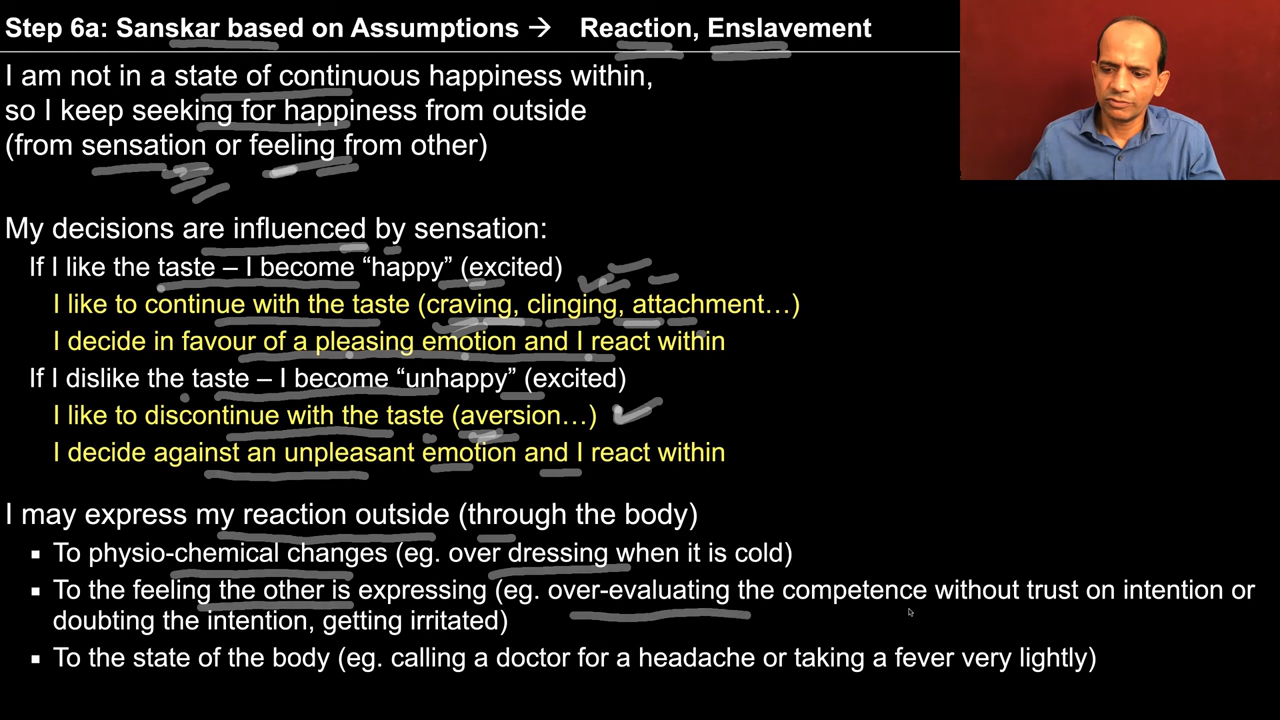 Step 6a: Sanskar based on Assumptions → Reaction, Enslavement
I am not in a state of continuous happiness within,
so I keep seeking for happiness from outside
(from sensation or feeling from other)
My decisions are influenced by sensation:
If I like the taste – I become “happy” (excited)
I like to continue with the taste (craving, clinging, attachment…)
I decide in favour of a pleasing emotion and I react within
If I dislike the taste – I become “unhappy” (excited)
I like to discontinue with the taste (aversion…)
I decide against an unpleasant emotion and I react within
I may express my reaction outside (through the body)
▪ To physio-chemical changes (eg. over dressing when it is cold)
▪ To the feeling the other is expressing (eg. over-evaluating the competence without trust on intention or
doubting the intention, getting irritated)
▪ To the state of the body (eg. calling a doctor for a headache or taking a fever very lightly)